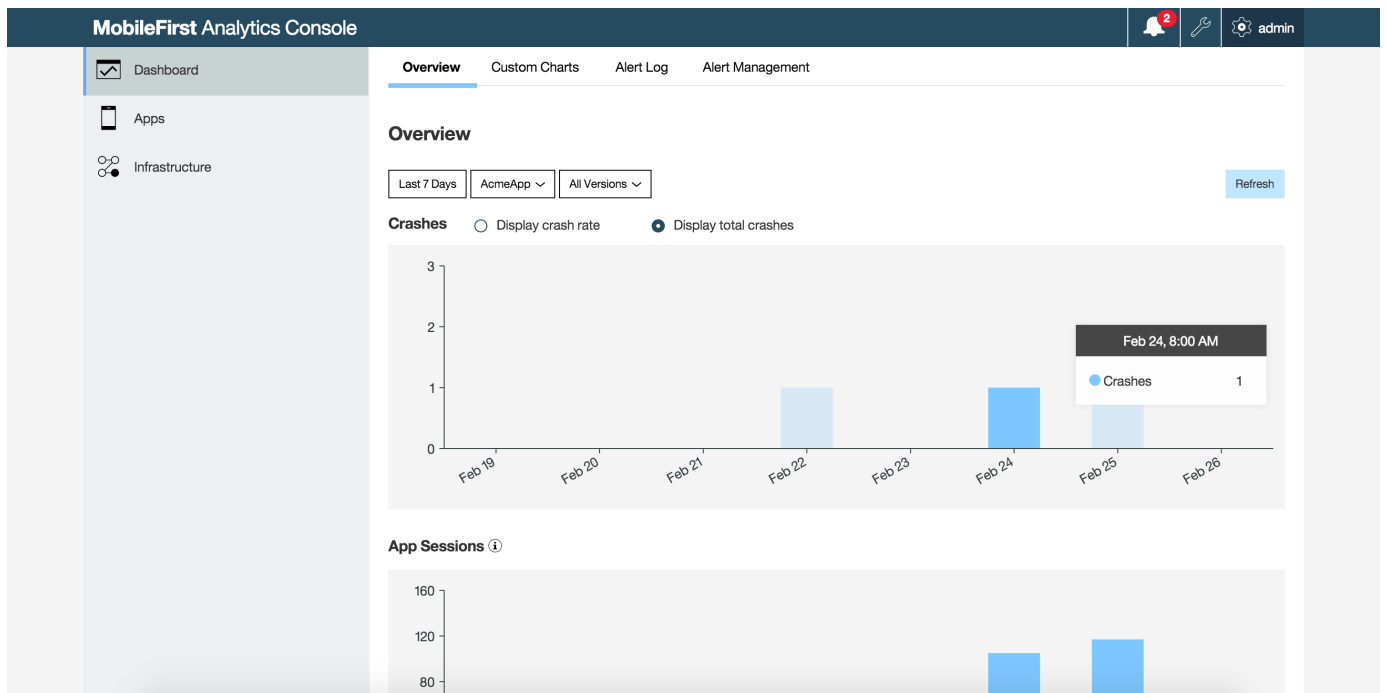 MobileFirst Analytics Console
2
admin
Dashboard
Apps
Infrastructure
Overview Custom Charts Alert Log Alert Management
Overview
Last 7 Days AcmeApp All Versions Refresh
Crashes Display crash rate Display total crashes
3
2
1
0
Feb 24, 8:00 AM
Crashes 1
Feb 19 Feb 20 Feb 21 Feb 22 Feb 23 Feb 24 Feb 25 Feb 26
App Sessions
160
120
80